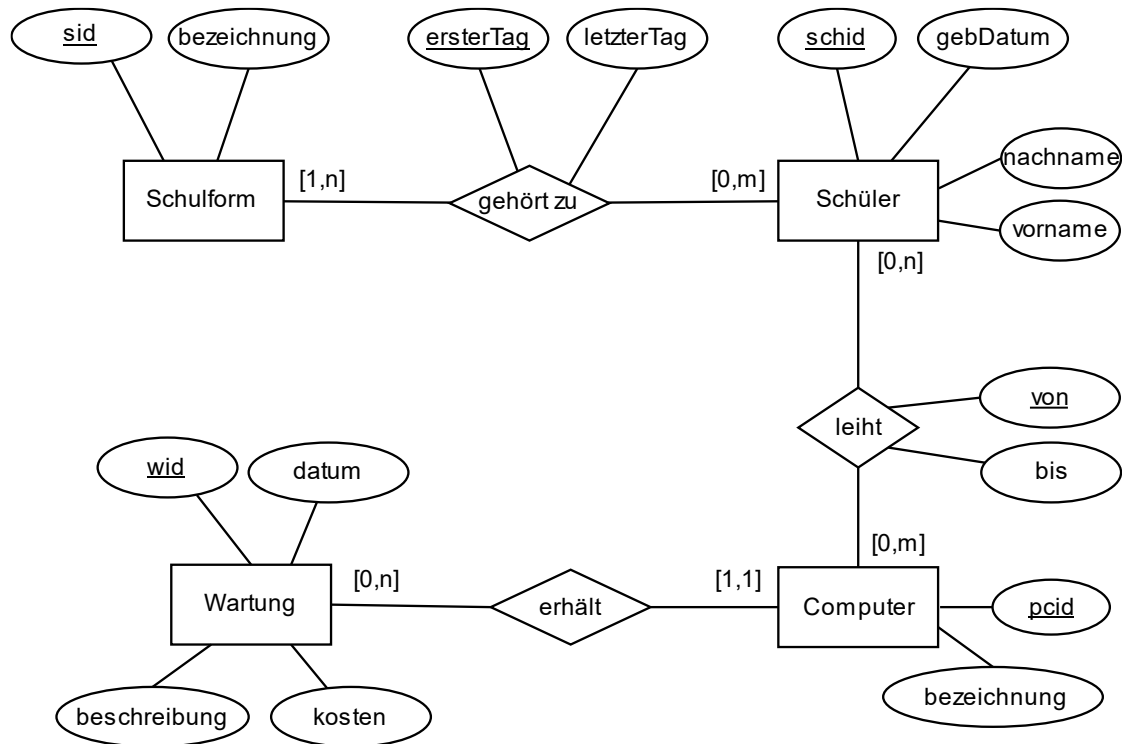 sid
bezeichnung
ersterTag
letzterTag
schid
gebDatum
nachname
vorname
Schulform
[1,n]
gehört zu
[0,m]
Schüler
[0,n]
leiht
von
bis
[0,m]
wid
datum
Wartung
[0,n]
erhält
[1,1]
Computer
pcid
bezeichnung
beschreibung
kosten